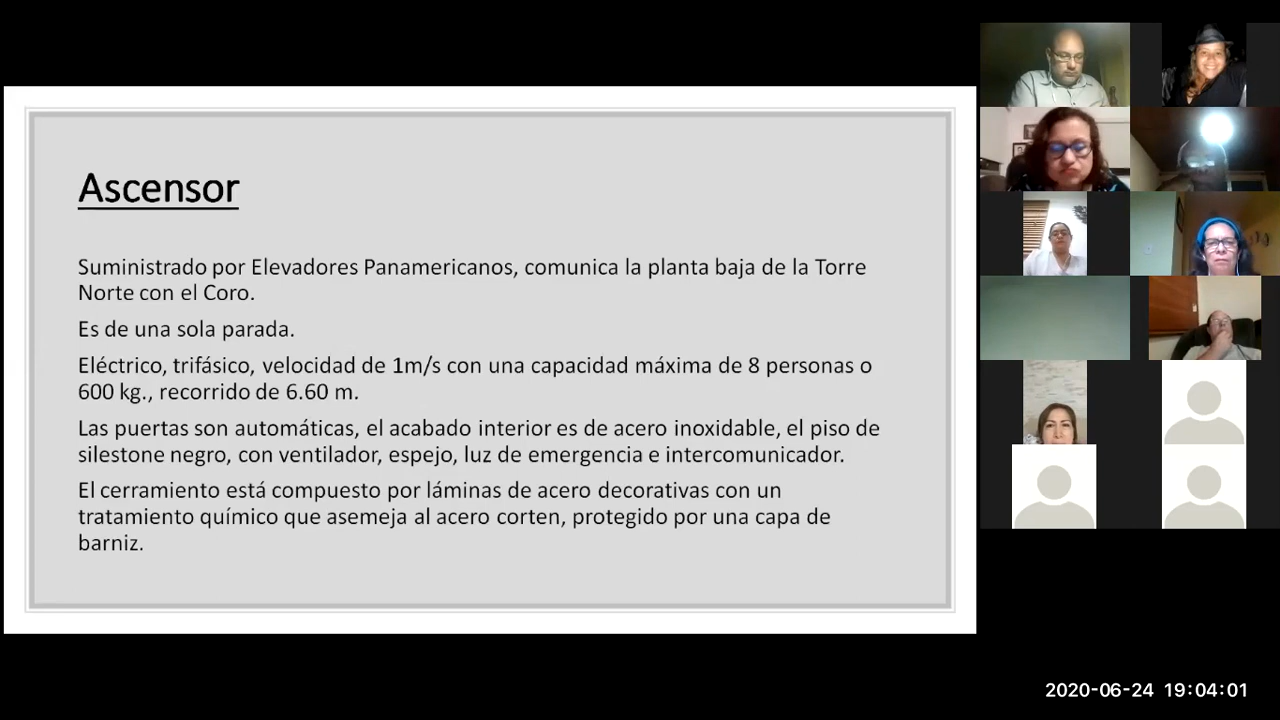 Ascensor
Suministrado por Elevadores Panamericanos, comunica la planta baja de la Torre
Norte con el Coro.
Es de una sola parada.
Eléctrico, trifásico, velocidad de 1m/s con una capacidad máxima de 8 personas o
600 kg., recorrido de 6.60 m.
Las puertas son automáticas, el acabado interior es de acero inoxidable, el piso de
silestone negro, con ventilador, espejo, luz de emergencia e intercomunicador.
El cerramiento está compuesto por láminas de acero decorativas con un
tratamiento químico que asemeja al acero corten, protegido por una capa de
barniz.
2020-06-24 19:04:01